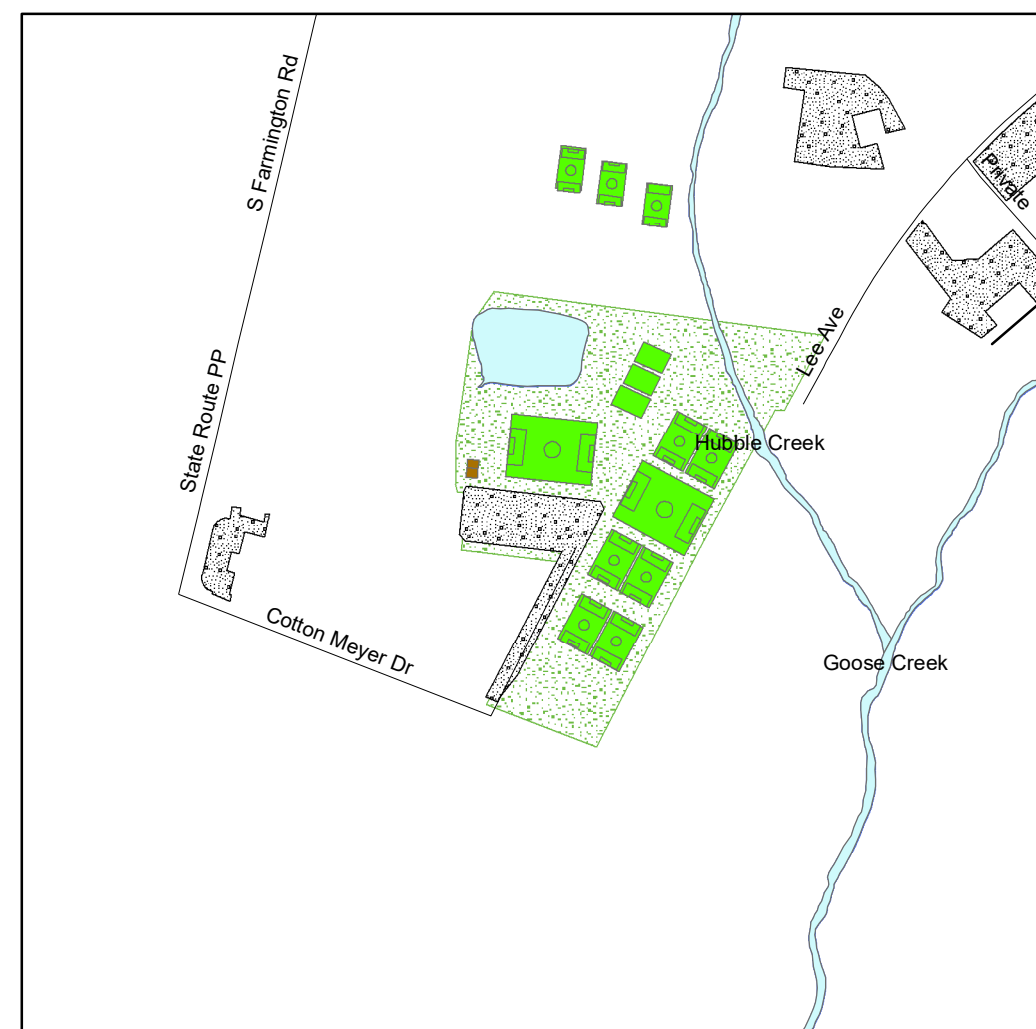 S Farmington Rd
Private
Lee Ave
State Route PP
Hubble Creek
Cotton Meyer Dr
Goose Creek